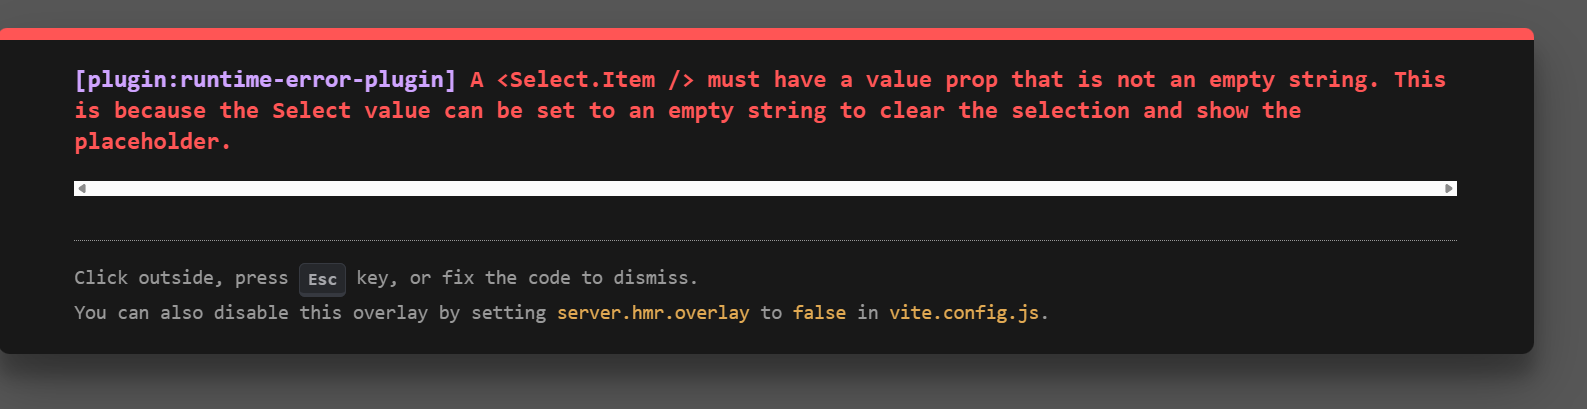 [plugin:runtime-error-plugin] A <Select.Item /> must have a value prop that is not an empty string. This
is because the Select value can be set to an empty string to clear the selection and show the
placeholder.
Click outside, press Esc key, or fix the code to dismiss.
You can also disable this overlay by setting server.hmr.overlay to false in vite.config.js.